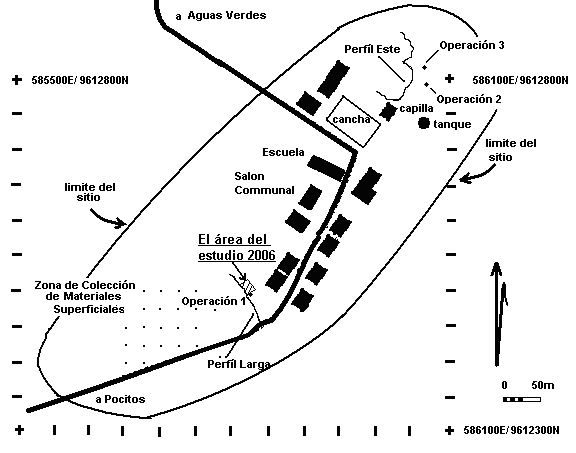 a Aguas Verdes
Perfíl Este
Operación 3
585500E/ 9612800N
586100E/ 9612800N
Operación 2
capilla
cancha
tanque
Escuela
limite del
sitio
Salon
Communal
limite del
sitio
El área del
estudio 2006
Zona de Colección
de Materiales
Superficiales
Operación 1
Perfíl Larga
0 50m
a Pocitos
586100E/ 9612300N